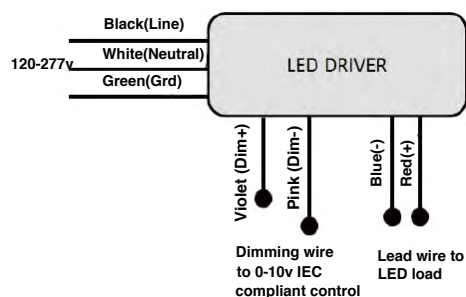 Black(Line)
White(Neutral)
120-277v
Green(Grd)
LED DRIVER
Violet (Dim+)
Pink (Dim-)
Blue(-)
Red(+)
Dimming wire
to 0-10v IEC
compliant control
Lead wire to
LED load